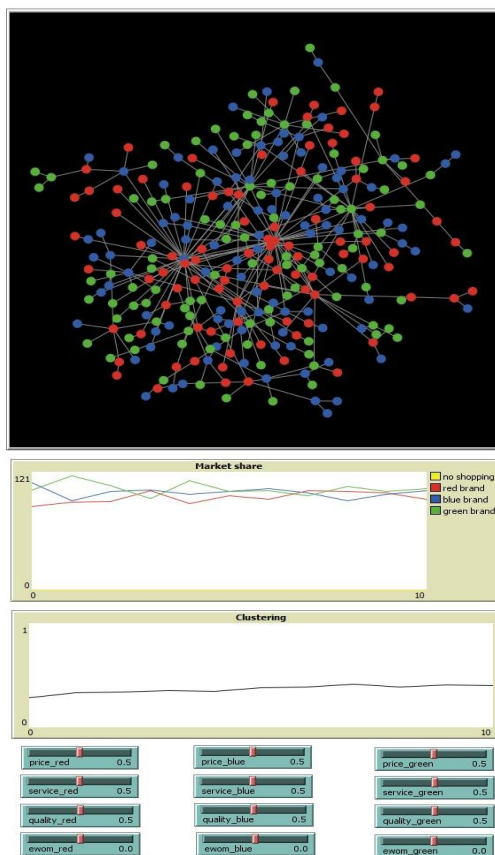 Market share
121
0
0
10
no shopping
red brand
blue brand
green brand
Clustering
1
0
0
10
price_red 0.5
price_blue 0.5
price_green 0.5
service_red 0.5
service_blue 0.5
service_green 0.5
quality_red 0.5
quality_blue 0.5
quality_green 0.5
ewom_red 0.0
ewom_blue 0.0
ewom_green 0.0